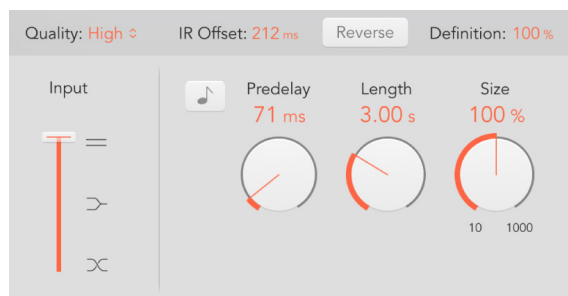 Quality: High IR Offset: 212 ms Reverse Definition: 100 %
Input
Predelay Length Size
71 ms 3.00 s 100 %
10 1000